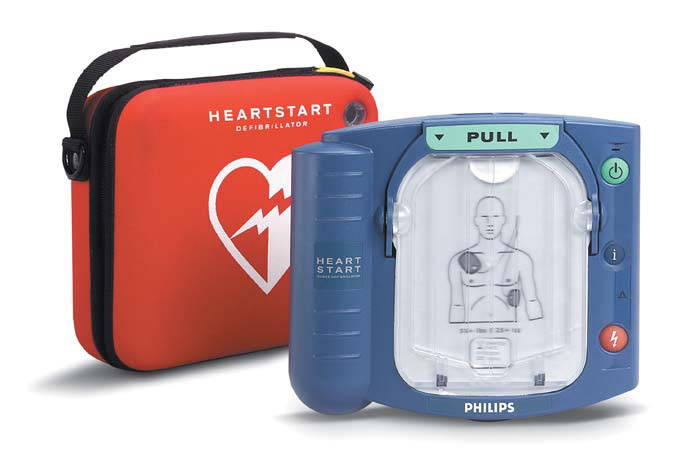 HEARTSTART
DEFIBRILLATOR
PULL
HEART
START
i
PHILIPS